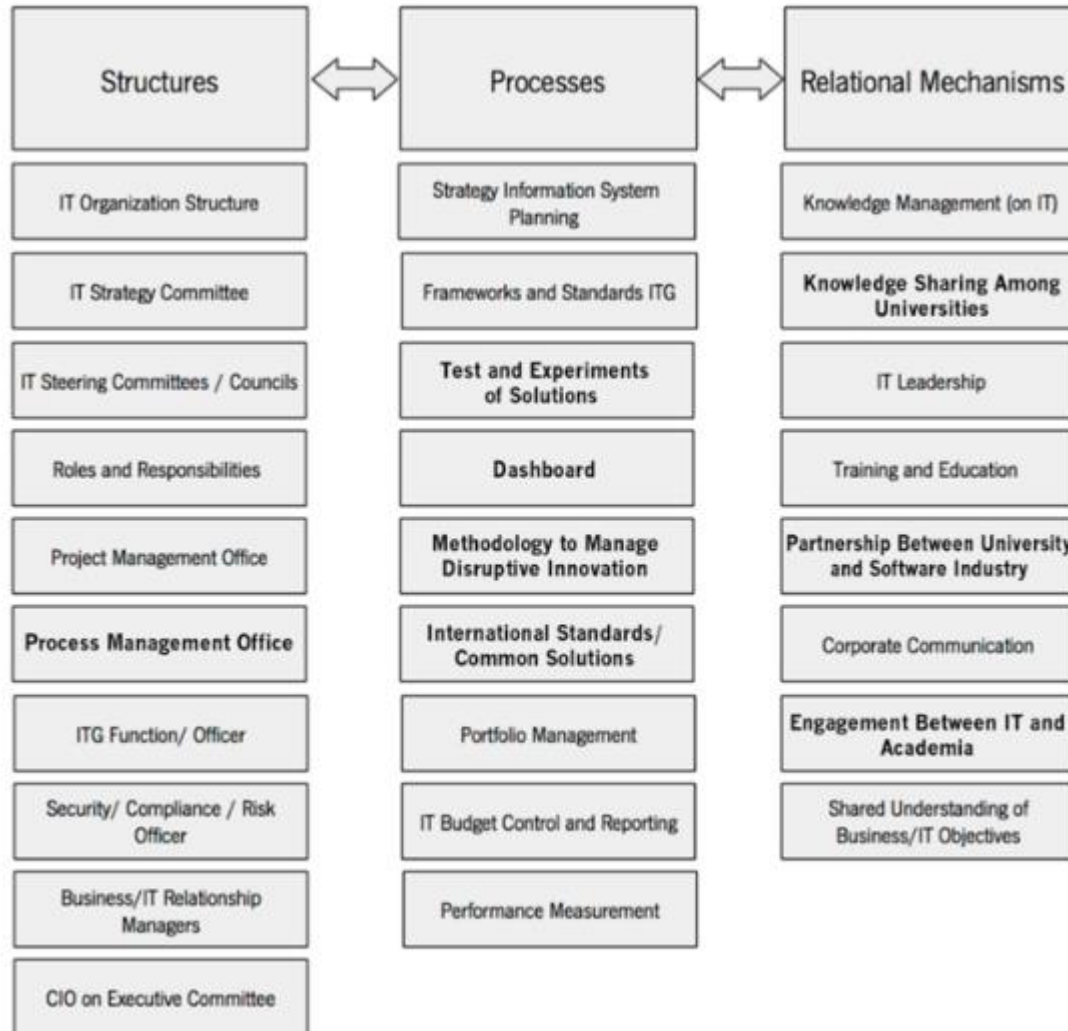 Structures
Processes
Relational Mechanisms
IT Organization Structure
IT Strategy Committee
IT Steering Committees / Councils
Roles and Responsibilities
Project Management Office
Process Management Office
ITG Function/ Officer
Security/ Compliance / Risk
Officer
Business/IT Relationship
Managers
CIO on Executive Committee
Strategy Information System
Planning
Frameworks and Standards ITG
Test and Experiments
of Solutions
Dashboard
Methodology to Manage
Disruptive Innovation
International Standards/
Common Solutions
Portfolio Management
IT Budget Control and Reporting
Performance Measurement
Knowledge Management (on IT)
Knowledge Sharing Among
Universities
IT Leadership
Training and Education
Partnership Between University
and Software Industry
Corporate Communication
Engagement Between IT and
Academia
Shared Understanding of
Business/IT Objectives